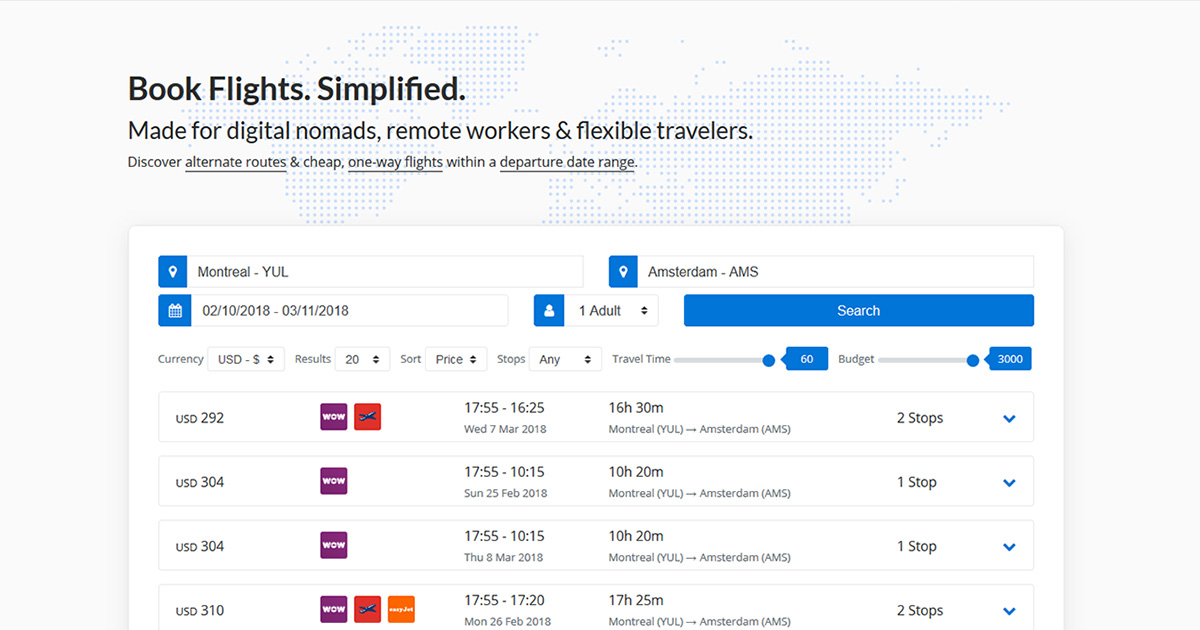 Book Flights. Simplified.
Made for digital nomads, remote workers & flexible travelers.
Discover alternate routes & cheap, one-way flights within a departure date range.
Montreal - YUL
Amsterdam - AMS
02/10/2018 - 03/11/2018
1 Adult
Search
Currency USD - $ Results 20 Sort Price Stops Any Travel Time 60 Budget 3000
USD 292 WOW 17:55 - 16:25 16h 30m 2 Stops
Wed 7 Mar 2018 Montreal (YUL) → Amsterdam (AMS)
USD 304 WOW 17:55 - 10:15 10h 20m 1 Stop
Sun 25 Feb 2018 Montreal (YUL) → Amsterdam (AMS)
USD 304 WOW 17:55 - 10:15 10h 20m 1 Stop
Thu 8 Mar 2018 Montreal (YUL) → Amsterdam (AMS)
USD 310 WOW easyJet 17:55 - 17:20 17h 25m 2 Stops
Mon 26 Feb 2018 Montreal (YUL) → Amsterdam (AMS)